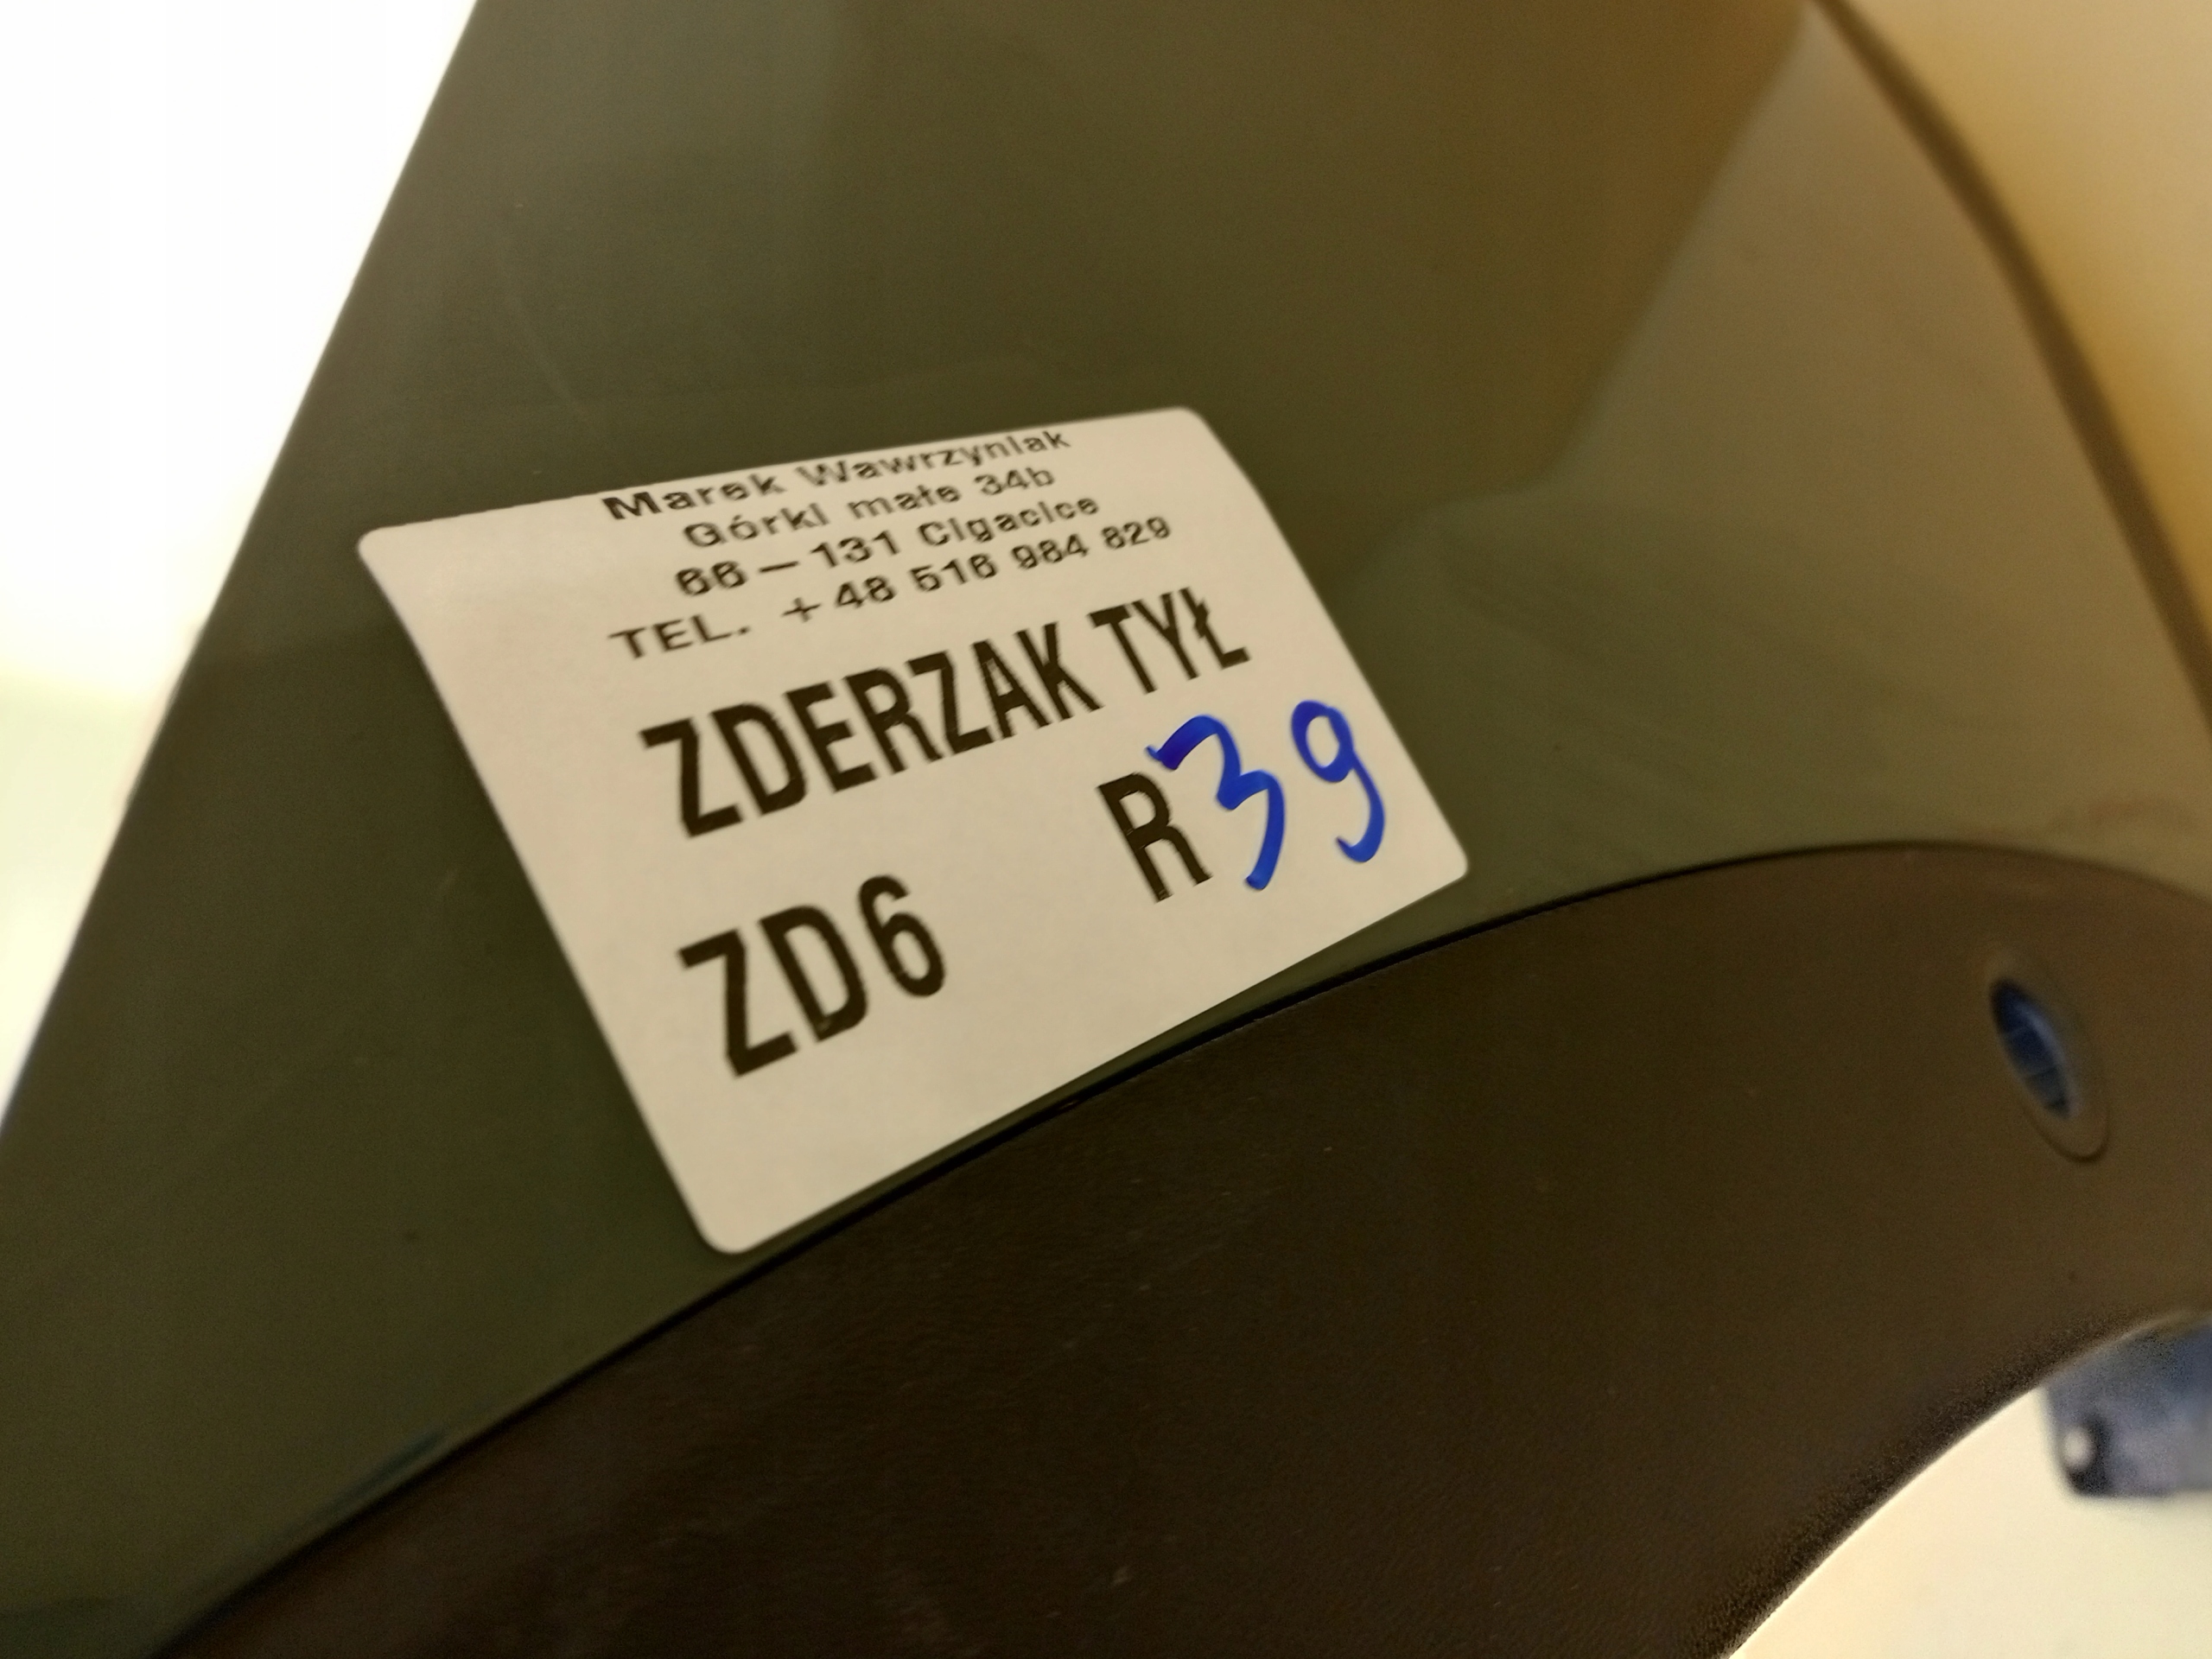 Marek Wawrzyniak
Górki małe 34b
66-131 Cigacice
TEL. +48 516 984 829
ZDERZAK TYŁ
R39
ZD6